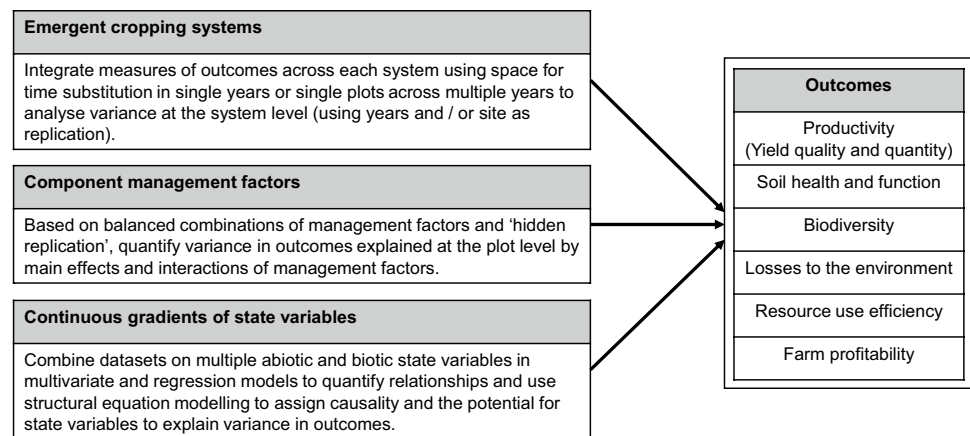 Emergent cropping systems
Integrate measures of outcomes across each system using space for
time substitution in single years or single plots across multiple years to
analyse variance at the system level (using years and / or site as
replication).
Component management factors
Based on balanced combinations of management factors and ‘hidden
replication’, quantify variance in outcomes explained at the plot level by
main effects and interactions of management factors.
Continuous gradients of state variables
Combine datasets on multiple abiotic and biotic state variables in
multivariate and regression models to quantify relationships and use
structural equation modelling to assign causality and the potential for
state variables to explain variance in outcomes.
Outcomes
Productivity
(Yield quality and quantity)
Soil health and function
Biodiversity
Losses to the environment
Resource use efficiency
Farm profitability